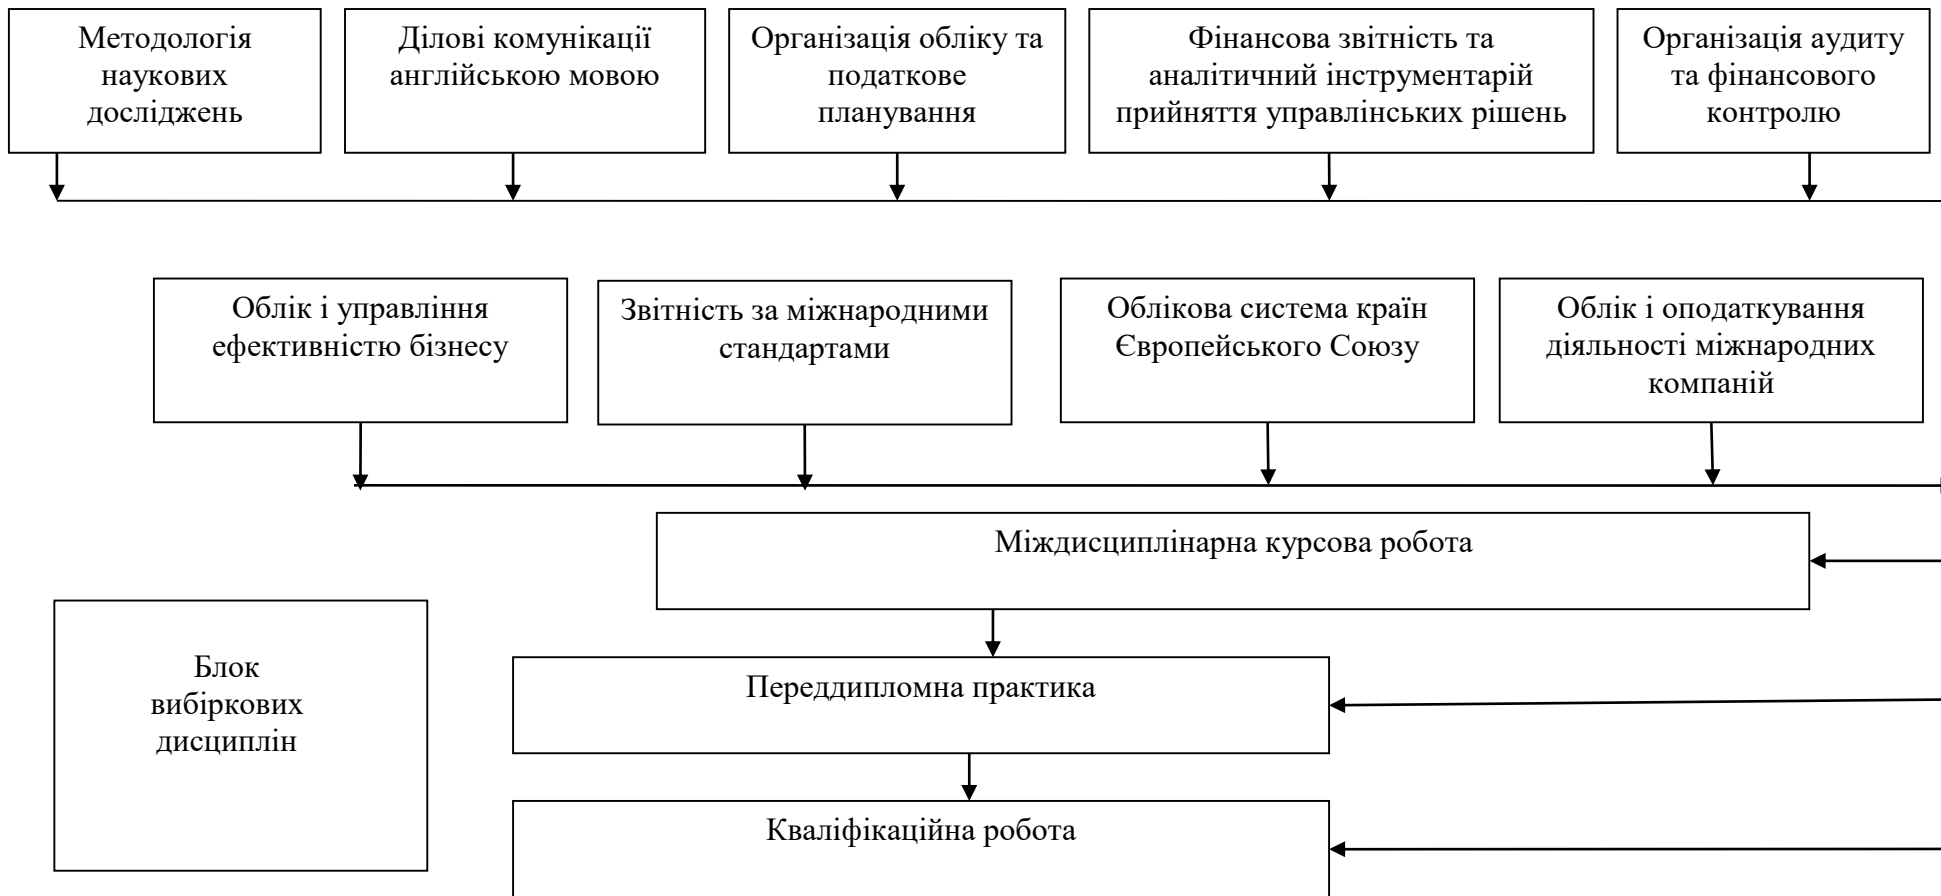 Методологія
наукових
досліджень
Ділові комунікації
англійською мовою
Організація обліку та
податкове
планування
Фінансова звітність та
аналітичний інструментарій
прийняття управлінських рішень
Організація аудиту
та фінансового
контролю
Облік і управління
ефективністю бізнесу
Звітність за міжнародними
стандартами
Облікова система країн
Європейського Союзу
Облік і оподаткування
діяльності міжнародних
компаній
Міждисциплінарна курсова робота
Блок
вибіркових
дисциплін
Переддипломна практика
Кваліфікаційна робота